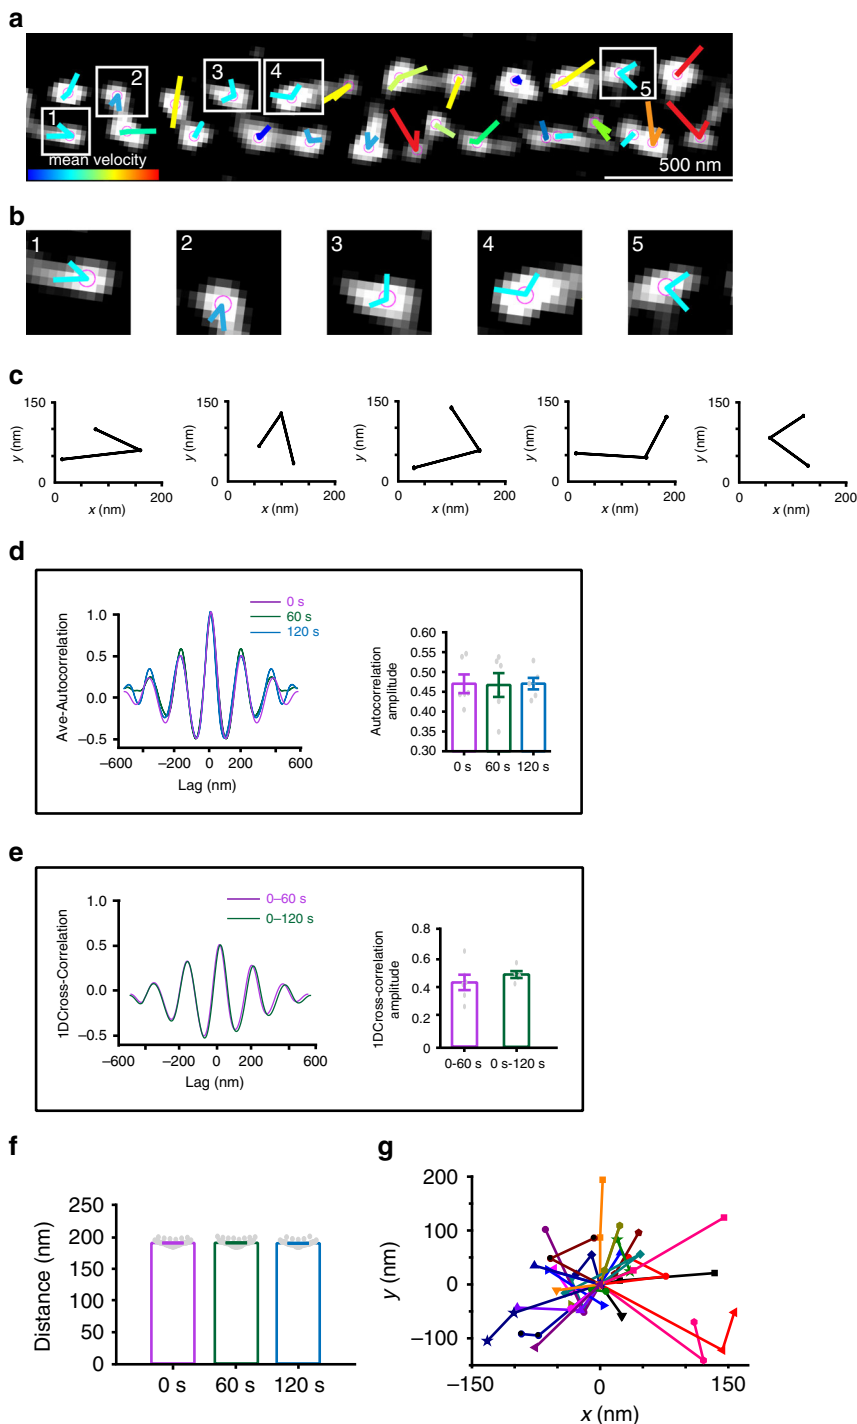 a
1
2
3
4
5
mean velocity
500 nm
b
1
2
3
4
5
c
150
y (nm)
0
0
200
x (nm)
150
y (nm)
0
0
200
x (nm)
150
y (nm)
0
0
200
x (nm)
150
y (nm)
0
0
200
x (nm)
150
y (nm)
0
0
200
x (nm)
d
Ave-Autocorrelation
1.0
0.5
0.0
–0.5
–600
–200
0
200
600
Lag (nm)
0 s
60 s
120 s
Autocorrelation
amplitude
0.60
0.55
0.50
0.45
0.40
0.35
0.30
0 s
60 s
120 s
e
1DCross-Correlation
1.0
0.5
0.0
–0.5
–600
–200
0
200
600
Lag (nm)
0–60 s
0–120 s
1DCross-correlation
amplitude
0.8
0.6
0.4
0.2
0
0-60 s
0 s-120 s
f
Distance (nm)
250
200
150
100
50
0
0 s
60 s
120 s
g
y (nm)
200
100
0
–100
–150
0
150
x (nm)